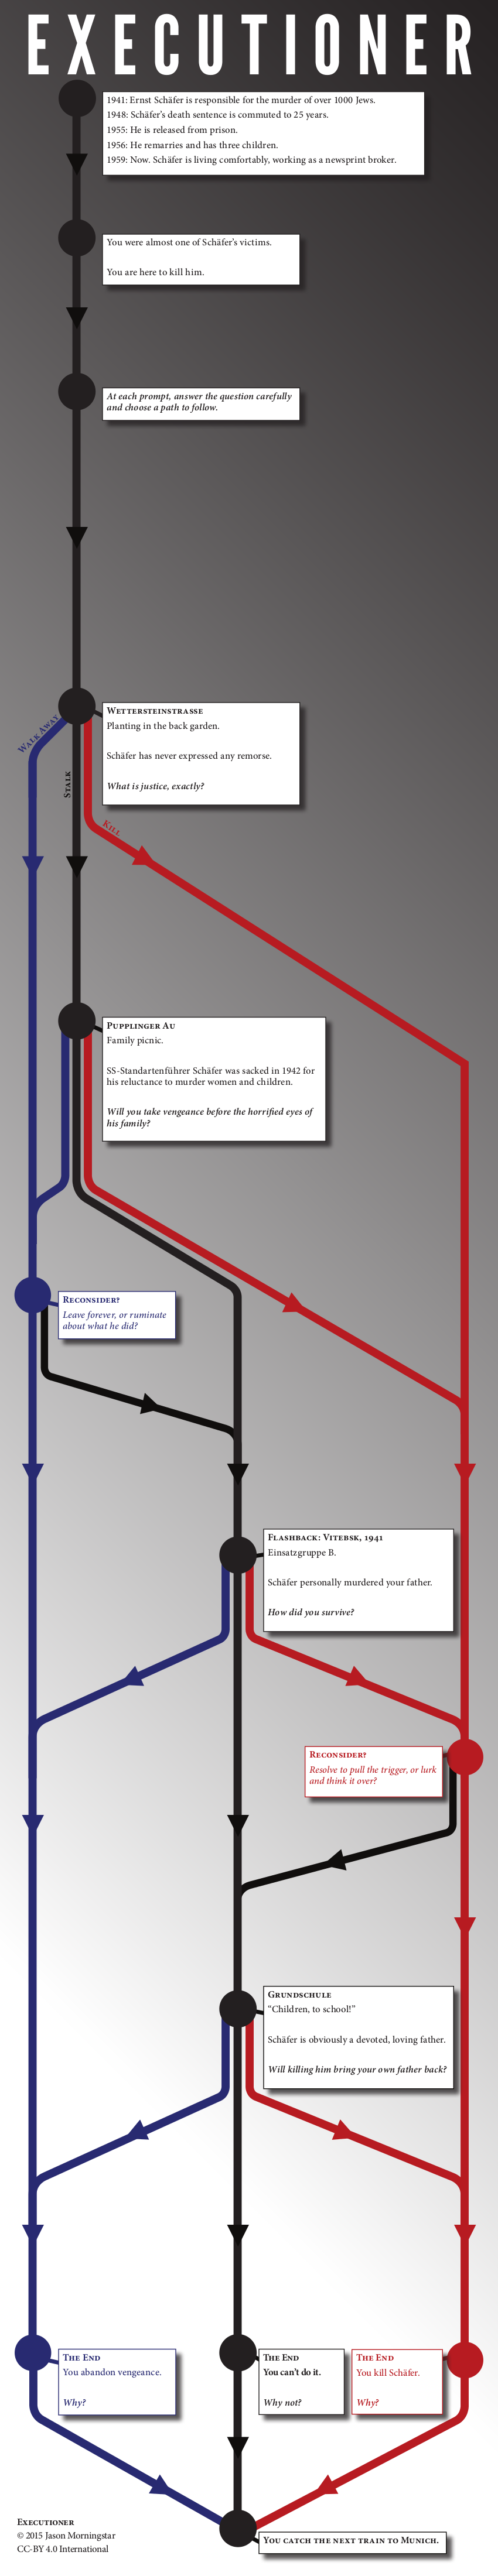 EXECUTIONER
1941: Ernst Schäfer is responsible for the murder of over 1000 Jews.
1948: Schäfer's death sentence is commuted to 25 years.
1955: He is released from prison.
1956: He remarries and has three children.
1959: Now. Schäfer is living comfortably, working as a newsprint broker.
You were almost one of Schäfer's victims.
You are here to kill him.
At each prompt, answer the question carefully
and choose a path to follow.
Wettersteinstrasse
Planting in the back garden.
Schäfer has never expressed any remorse.
What is justice, exactly?
Walk Away
Stalk
Kill
Pupplinger Au
Family picnic.
SS-Standartenführer Schäfer was sacked in 1942 for
his reluctance to murder women and children.
Will you take vengeance before the horrified eyes of
his family?
Reconsider?
Leave forever, or ruminate
about what he did?
Flashback: Vitebsk, 1941
Einsatzgruppe B.
Schäfer personally murdered your father.
How did you survive?
Reconsider?
Resolve to pull the trigger, or lurk
and think it over?
Grundschule
"Children, to school!"
Schäfer is obviously a devoted, loving father.
Will killing him bring your own father back?
The End
You abandon vengeance.
Why?
The End
You can't do it.
Why not?
The End
You kill Schäfer.
Why?
You catch the next train to Munich.
Executioner
© 2015 Jason Morningstar
CC-BY 4.0 International